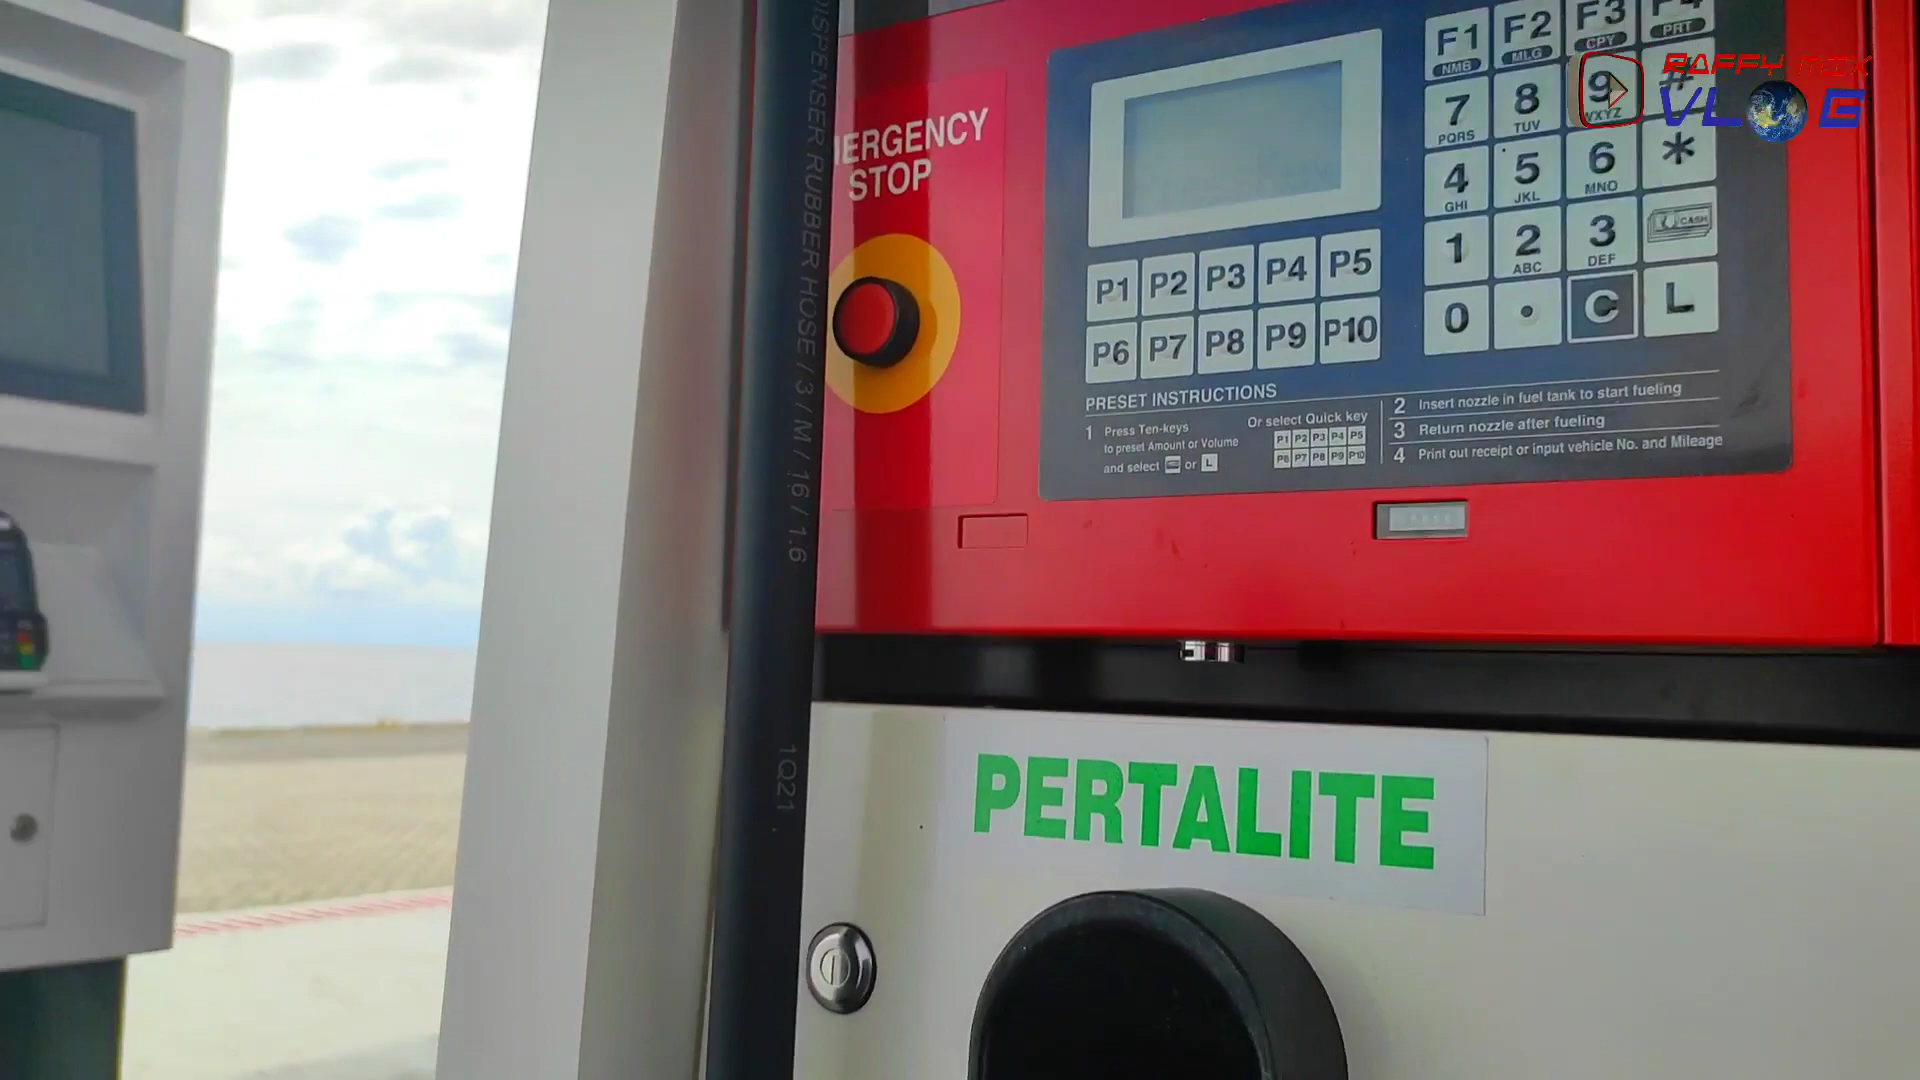 DISPENSER RUBBER HOSE / 3 / M / 16 / 1.6
1Q21
MERGENCY
STOP
F1 F2 F3 F4
NMB MLG CPY PRT
7 8 9 #
PQRS TUV WXYZ
4 5 6 *
GHI JKL MNO
1 2 3 CASH
ABC DEF
0 . C L
P1 P2 P3 P4 P5
P6 P7 P8 P9 P10
PRESET INSTRUCTIONS
1 Press Ten-keys
to preset Amount or Volume
and select or L
Or select Quick key
P1 P2 P3 P4 P5
P6 P7 P8 P9 P10
2 Insert nozzle in fuel tank to start fueling
3 Return nozzle after fueling
4 Print out receipt or input vehicle No. and Mileage
PERTALITE
RAFFY MSK
VLOG